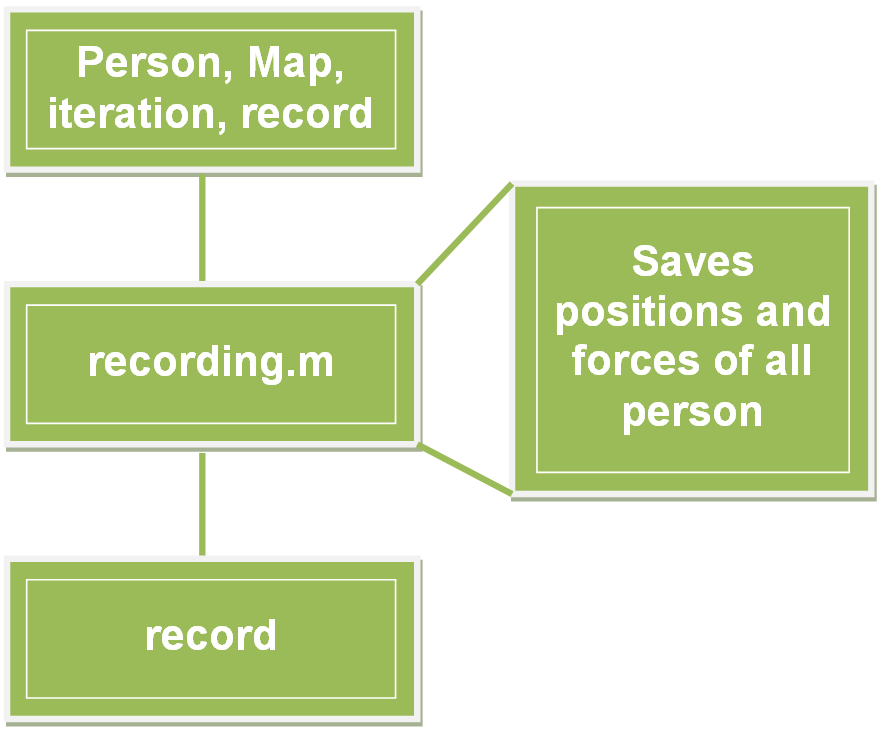 Person, Map,
iteration, record
recording.m
Saves
positions and
forces of all
person
record